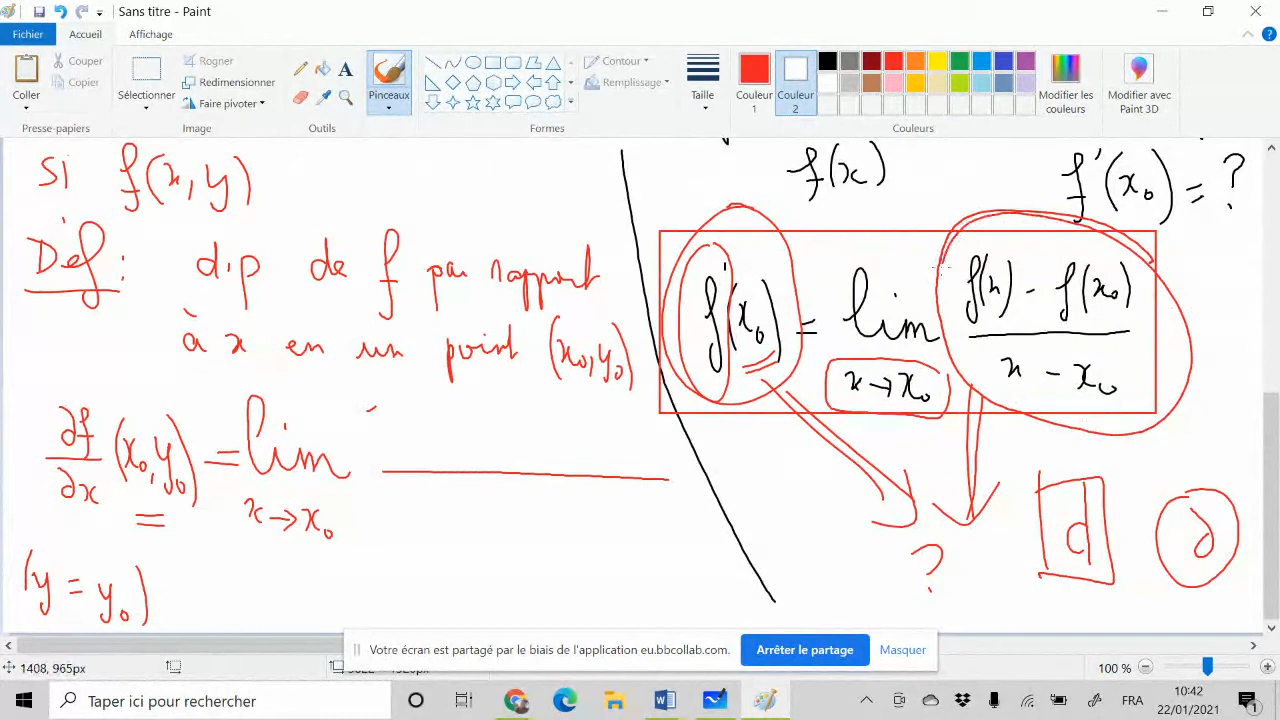 Sans titre - Paint
Fichier Accueil Affichage
Coller
Couper
Copier
Presse-papiers
Sélectionner
Rogner
Redimensionner
Faire pivoter
Image
A
Outils
Pinceaux
Contour
Remplissage
Formes
Taille
Couleur 1
Couleur 2
Couleurs
Modifier les couleurs
Modifier avec Paint 3D
Si f(x,y)
Déf : d.p de f par rapport
à x en un point (x₀,y₀)
∂f/∂x (x₀,y₀) = lim x→x₀
(y = y₀)
f(x) f'(x₀) = ?
f'(x₀) = lim x→x₀ f(x) - f(x₀) / x - x₀
?
d
∂
Votre écran est partagé par le biais de l'application eu.bbcollab.com. Arrêter le partage Masquer
1408, 965px
100 %
Taper ici pour rechercher
FRA
10:42
22/01/2021